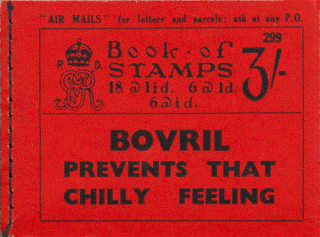 "AIR MAILS" for letters and parcels: ask at any P.O.
299
P. O.
Book·of
STAMPS 3/-
18 @ 1½d. 6 @ 1d.
6 @ ½d.
BOVRIL
PREVENTS THAT
CHILLY FEELING